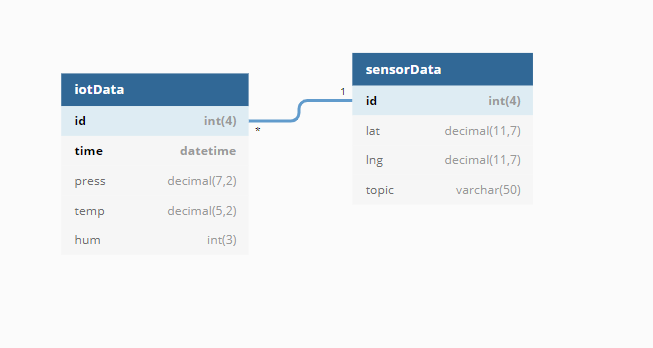 iotData
id int(4)
time datetime
press decimal(7,2)
temp decimal(5,2)
hum int(3)
*
1
sensorData
id int(4)
lat decimal(11,7)
lng decimal(11,7)
topic varchar(50)